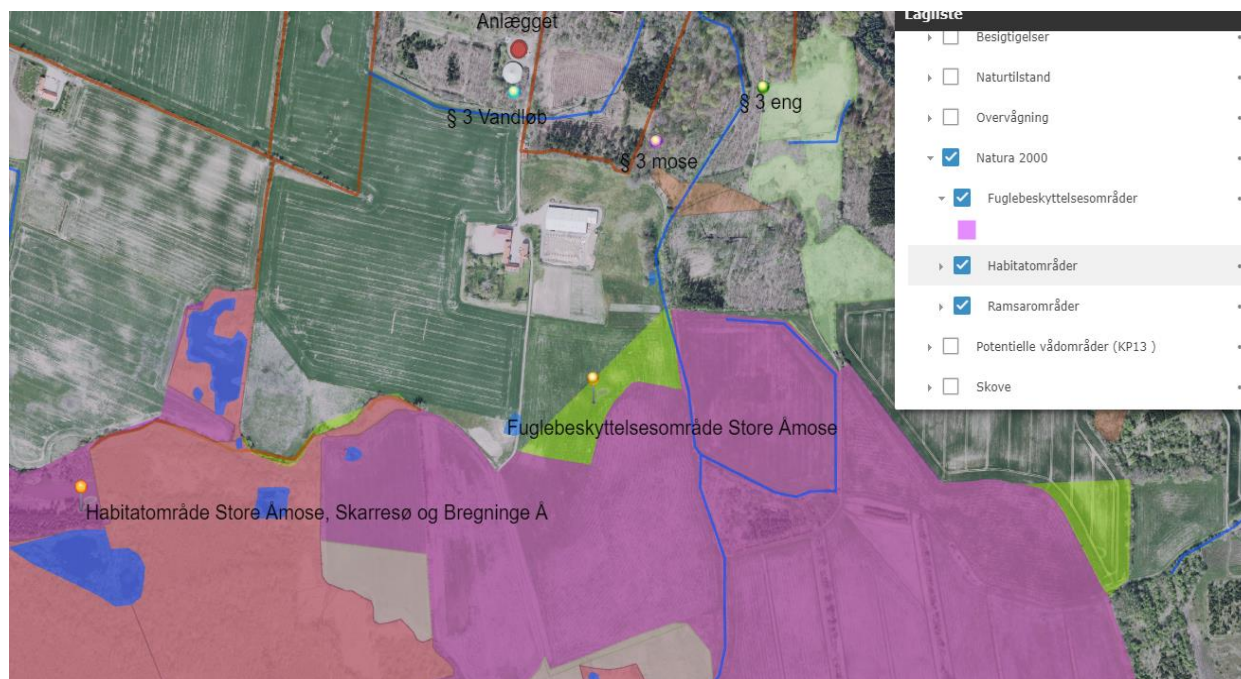 Anlægget
§ 3 Vandløb
§ 3 eng
§ 3 mose
Fuglebeskyttelsesområde Store Åmose
Habitatområde Store Åmose, Skarresø og Bregninge Å
Lagliste
Besigtigelser
Naturtilstand
Overvågning
Natura 2000
Fuglebeskyttelsesområder
Habitatområder
Ramsarområder
Potentielle vådområder (KP13 )
Skove